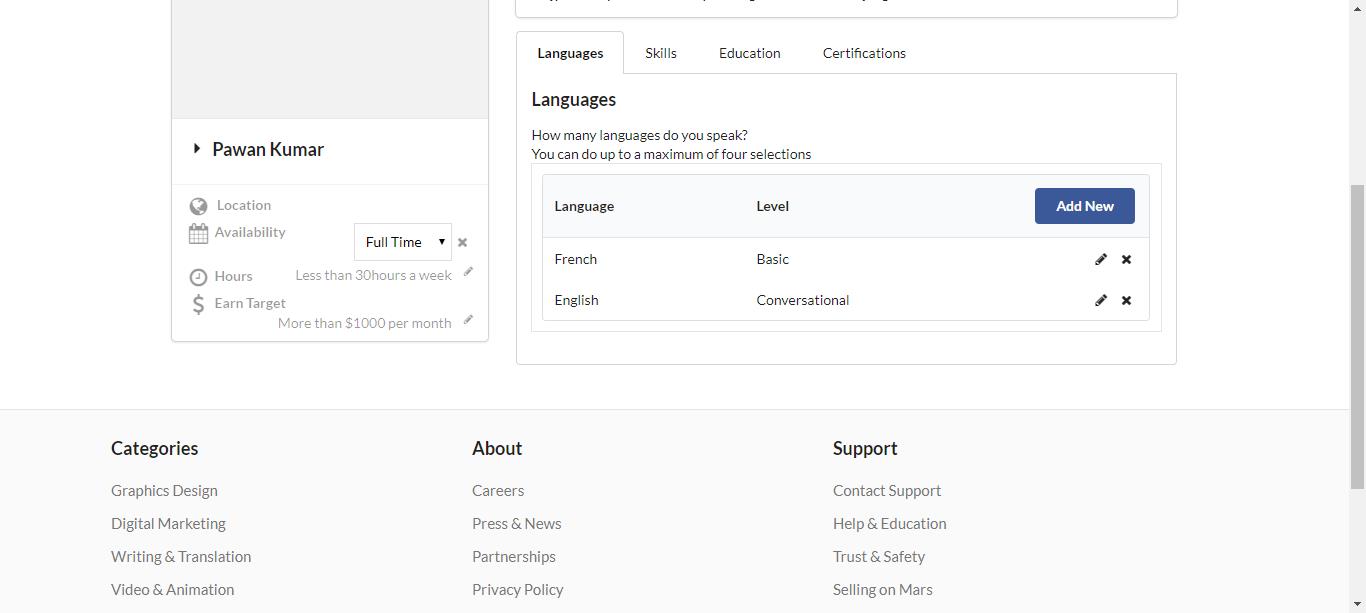 Languages Skills Education Certifications
Languages
How many languages do you speak?
You can do up to a maximum of four selections
Language Level Add New
French Basic
English Conversational
Pawan Kumar
Location
Availability Full Time
Hours Less than 30hours a week
Earn Target
More than $1000 per month
Categories
Graphics Design
Digital Marketing
Writing & Translation
Video & Animation
About
Careers
Press & News
Partnerships
Privacy Policy
Support
Contact Support
Help & Education
Trust & Safety
Selling on Mars